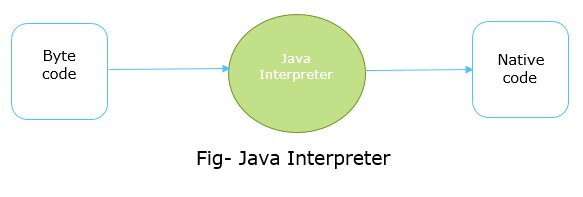 Byte
code
Java
Interpreter
Native
code
Fig- Java Interpreter